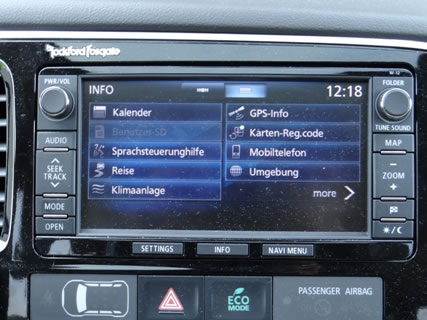 Rockford Fosgate
PWR/VOL
FOLDER
INFO
12:18
Kalender
GPS-Info
Benutzer-SD
Karten-Reg.code
TUNE SOUND
AUDIO
MAP
Sprachsteuerunghilfe
Mobiltelefon
SEEK
TRACK
Reise
Umgebung
ZOOM
Klimaanlage
more
MODE
OPEN
SETTINGS
INFO
NAVI MENU
ECO
MODE
PASSENGER AIRBAG